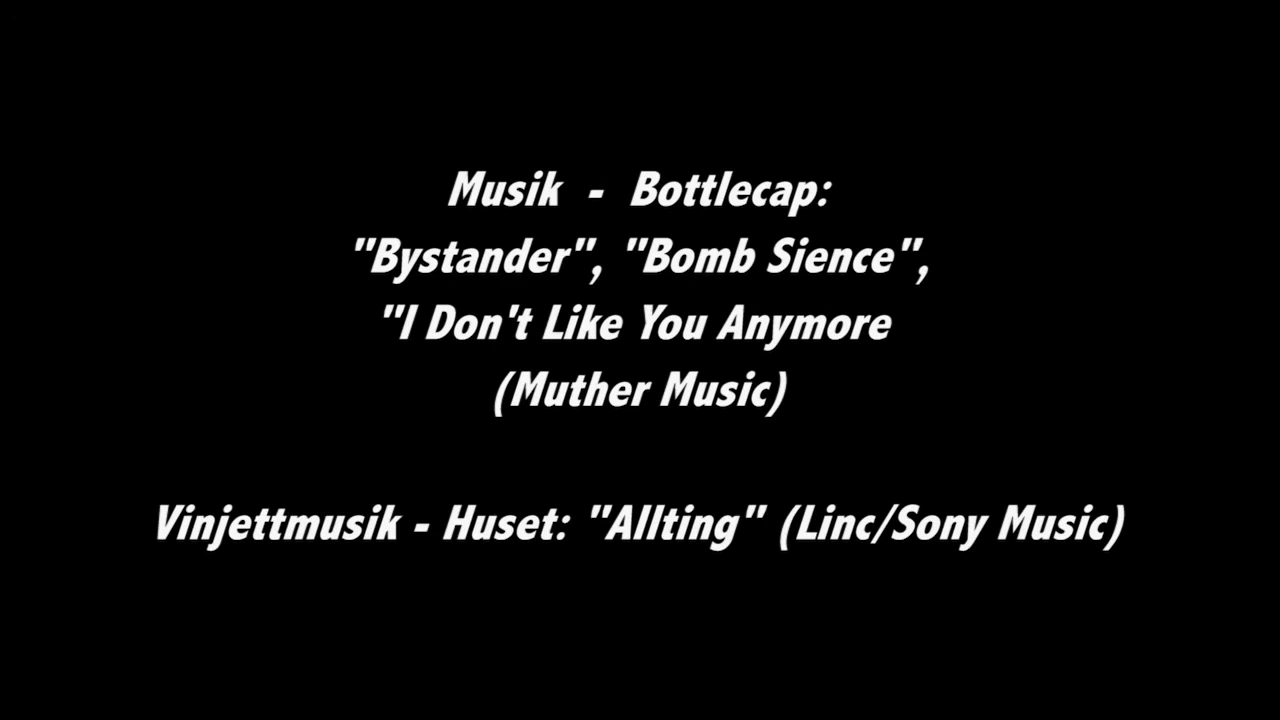 Musik - Bottlecap:
"Bystander", "Bomb Sience",
"I Don't Like You Anymore
(Muther Music)
Vinjettmusik - Huset: "Allting" (Linc/Sony Music)